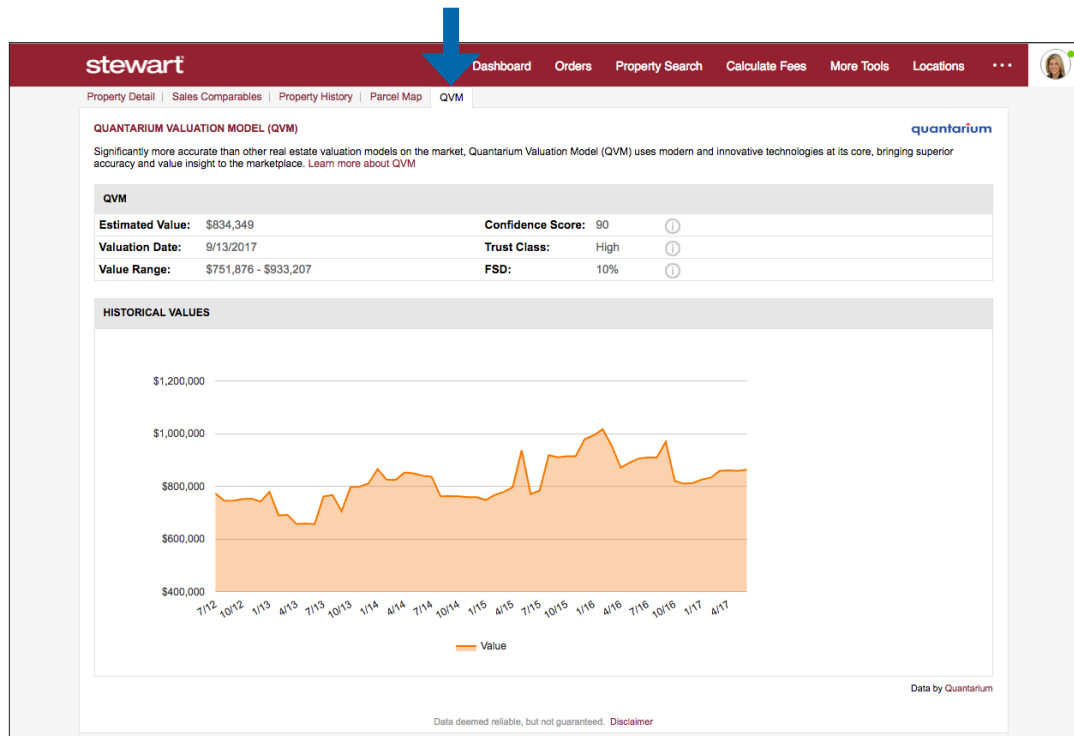 stewart
Dashboard Orders Property Search Calculate Fees More Tools Locations ...
Property Detail | Sales Comparables | Property History | Parcel Map QVM
QUANTARIUM VALUATION MODEL (QVM)
quantarium
Significantly more accurate than other real estate valuation models on the market, Quantarium Valuation Model (QVM) uses modern and innovative technologies at its core, bringing superior
accuracy and value insight to the marketplace. Learn more about QVM
QVM
Estimated Value: $834,349 Confidence Score: 90
Valuation Date: 9/13/2017 Trust Class: High
Value Range: $751,876 - $933,207 FSD: 10%
HISTORICAL VALUES
$1,200,000
$1,000,000
$800,000
$600,000
$400,000
7/12 10/12 1/13 4/13 7/13 10/13 1/14 4/14 7/14 10/14 1/15 4/15 7/15 10/15 1/16 4/16 7/16 10/16 1/17 4/17
Value
Data by Quantarium
Data deemed reliable, but not guaranteed. Disclaimer